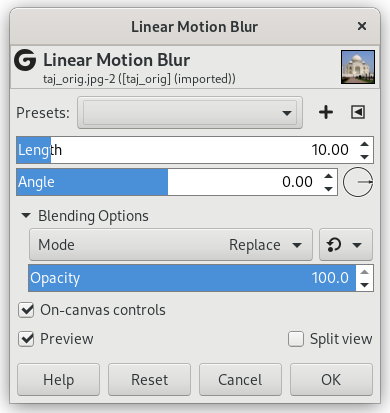 Linear Motion Blur
Linear Motion Blur
taj_orig.jpg-2 ([taj_orig] (imported))
Presets:
Length 10.00
Angle 0.00
Blending Options
Mode Replace
Opacity 100.0
On-canvas controls
Preview Split view
Help Reset Cancel OK